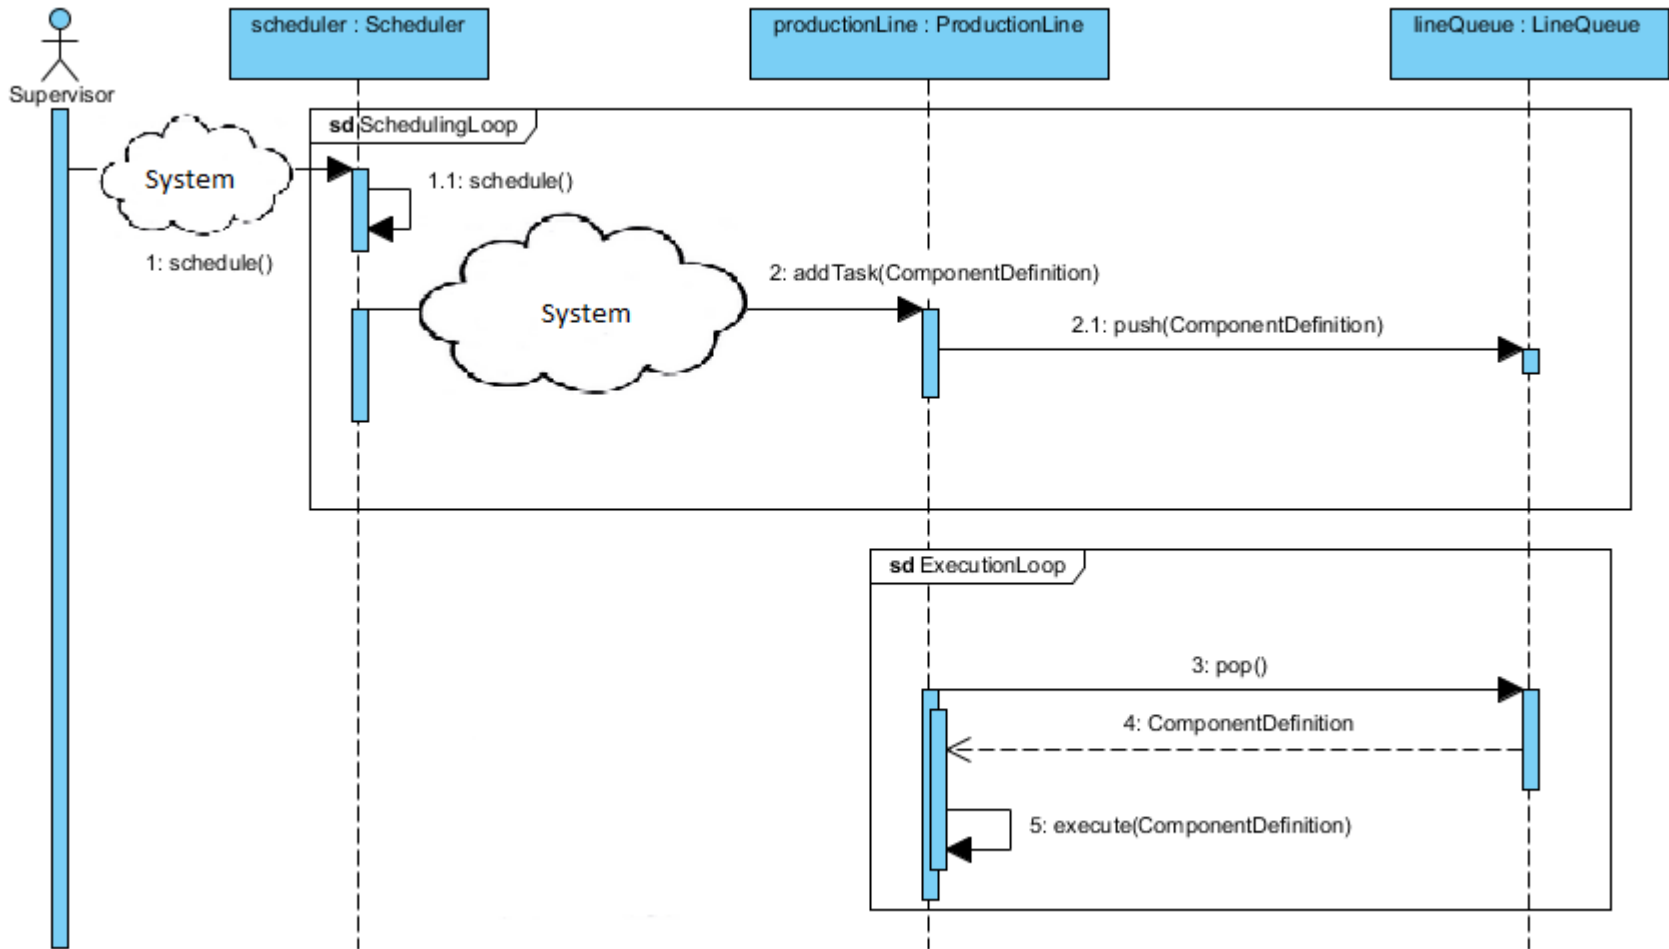 scheduler : Scheduler
productionLine : ProductionLine
lineQueue : LineQueue
Supervisor
sd SchedulingLoop
System
1.1: schedule()
1: schedule()
System
2: addTask(ComponentDefinition)
2.1: push(ComponentDefinition)
sd ExecutionLoop
3: pop()
4: ComponentDefinition
5: execute(ComponentDefinition)